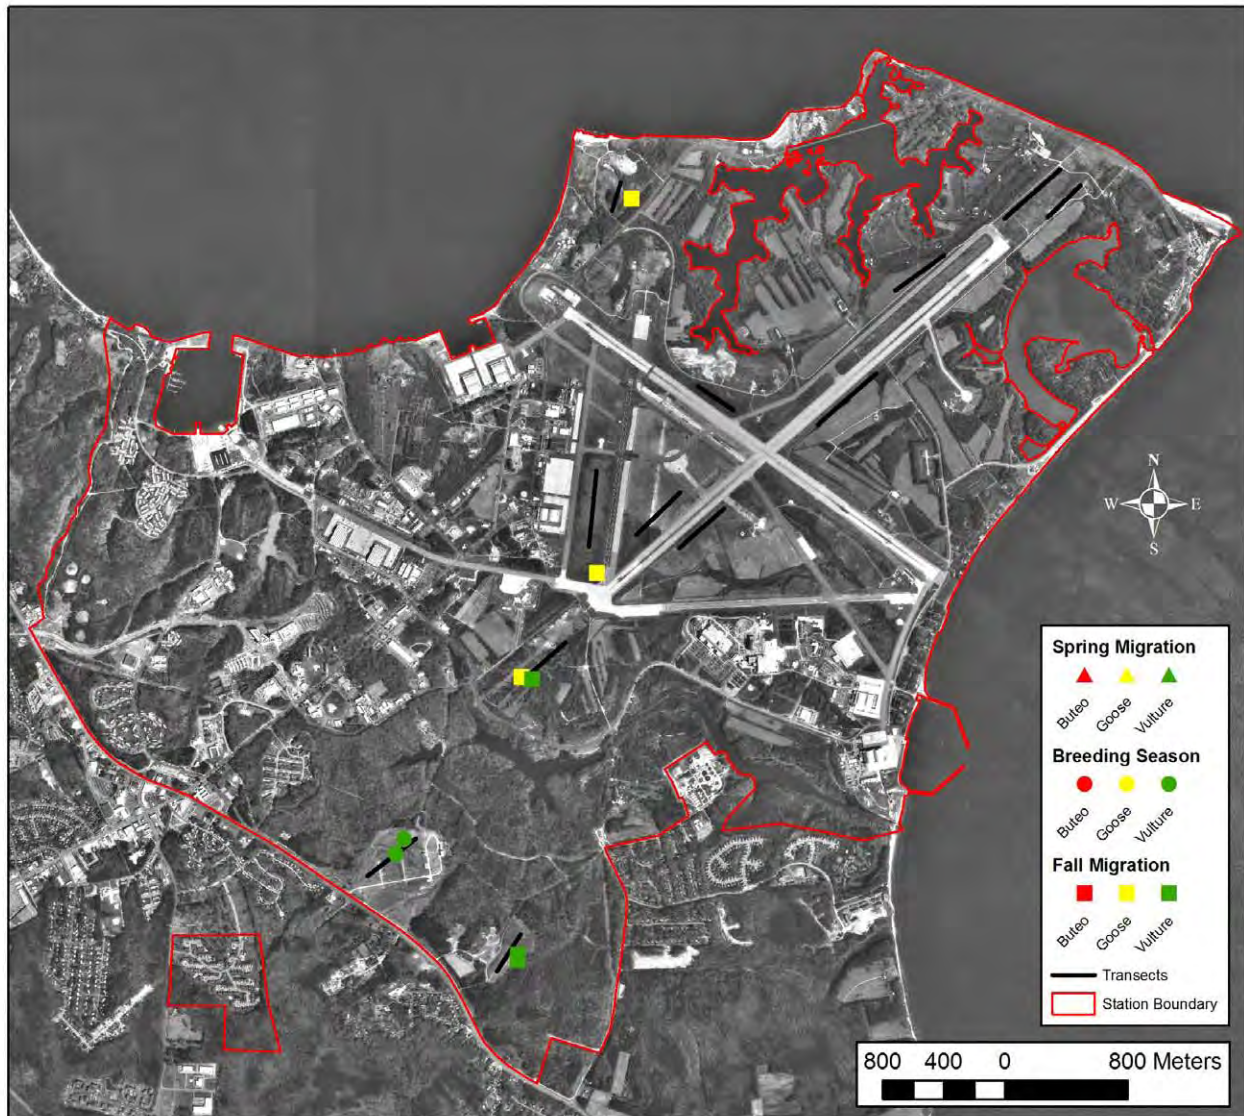 N
W E
S
Spring Migration
Buteo Goose Vulture
Breeding Season
Buteo Goose Vulture
Fall Migration
Buteo Goose Vulture
Transects
Station Boundary
800 400 0 800 Meters